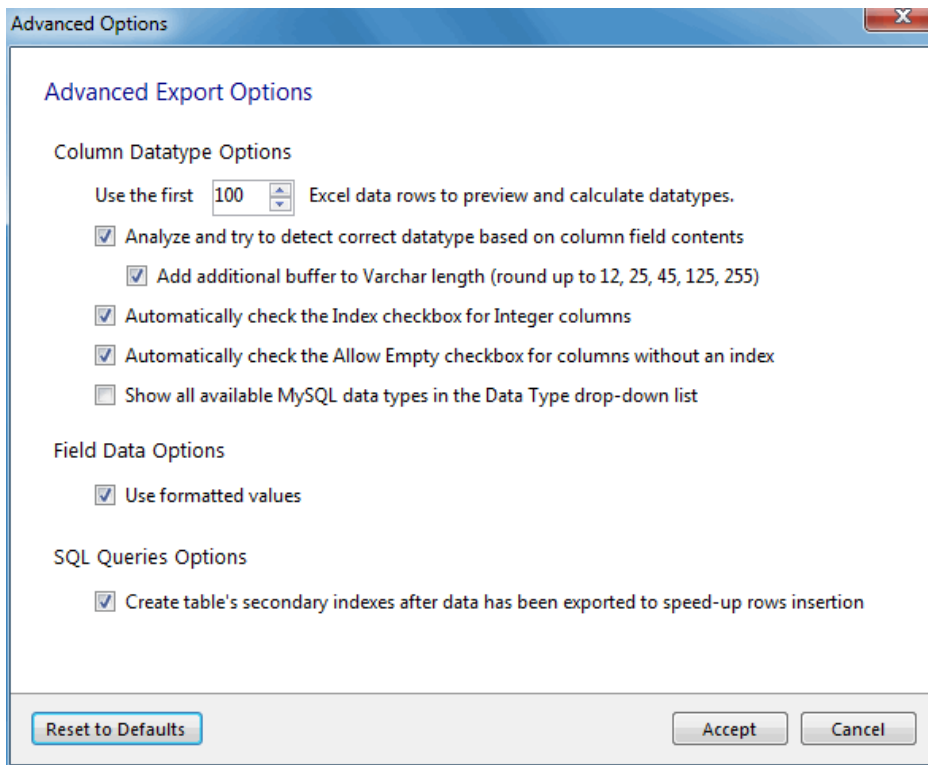 Advanced Options
x
Advanced Export Options
Column Datatype Options
Use the first 100 Excel data rows to preview and calculate datatypes.
Analyze and try to detect correct datatype based on column field contents
Add additional buffer to Varchar length (round up to 12, 25, 45, 125, 255)
Automatically check the Index checkbox for Integer columns
Automatically check the Allow Empty checkbox for columns without an index
Show all available MySQL data types in the Data Type drop-down list
Field Data Options
Use formatted values
SQL Queries Options
Create table's secondary indexes after data has been exported to speed-up rows insertion
Reset to Defaults Accept Cancel